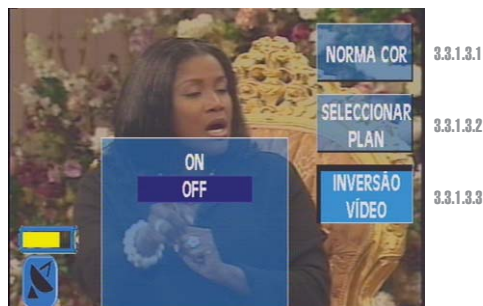 NORMA COR
3.3.1.3.1
SELECCIONAR
PLAN
3.3.1.3.2
ON
OFF
INVERSÃO
VÍDEO
3.3.1.3.3